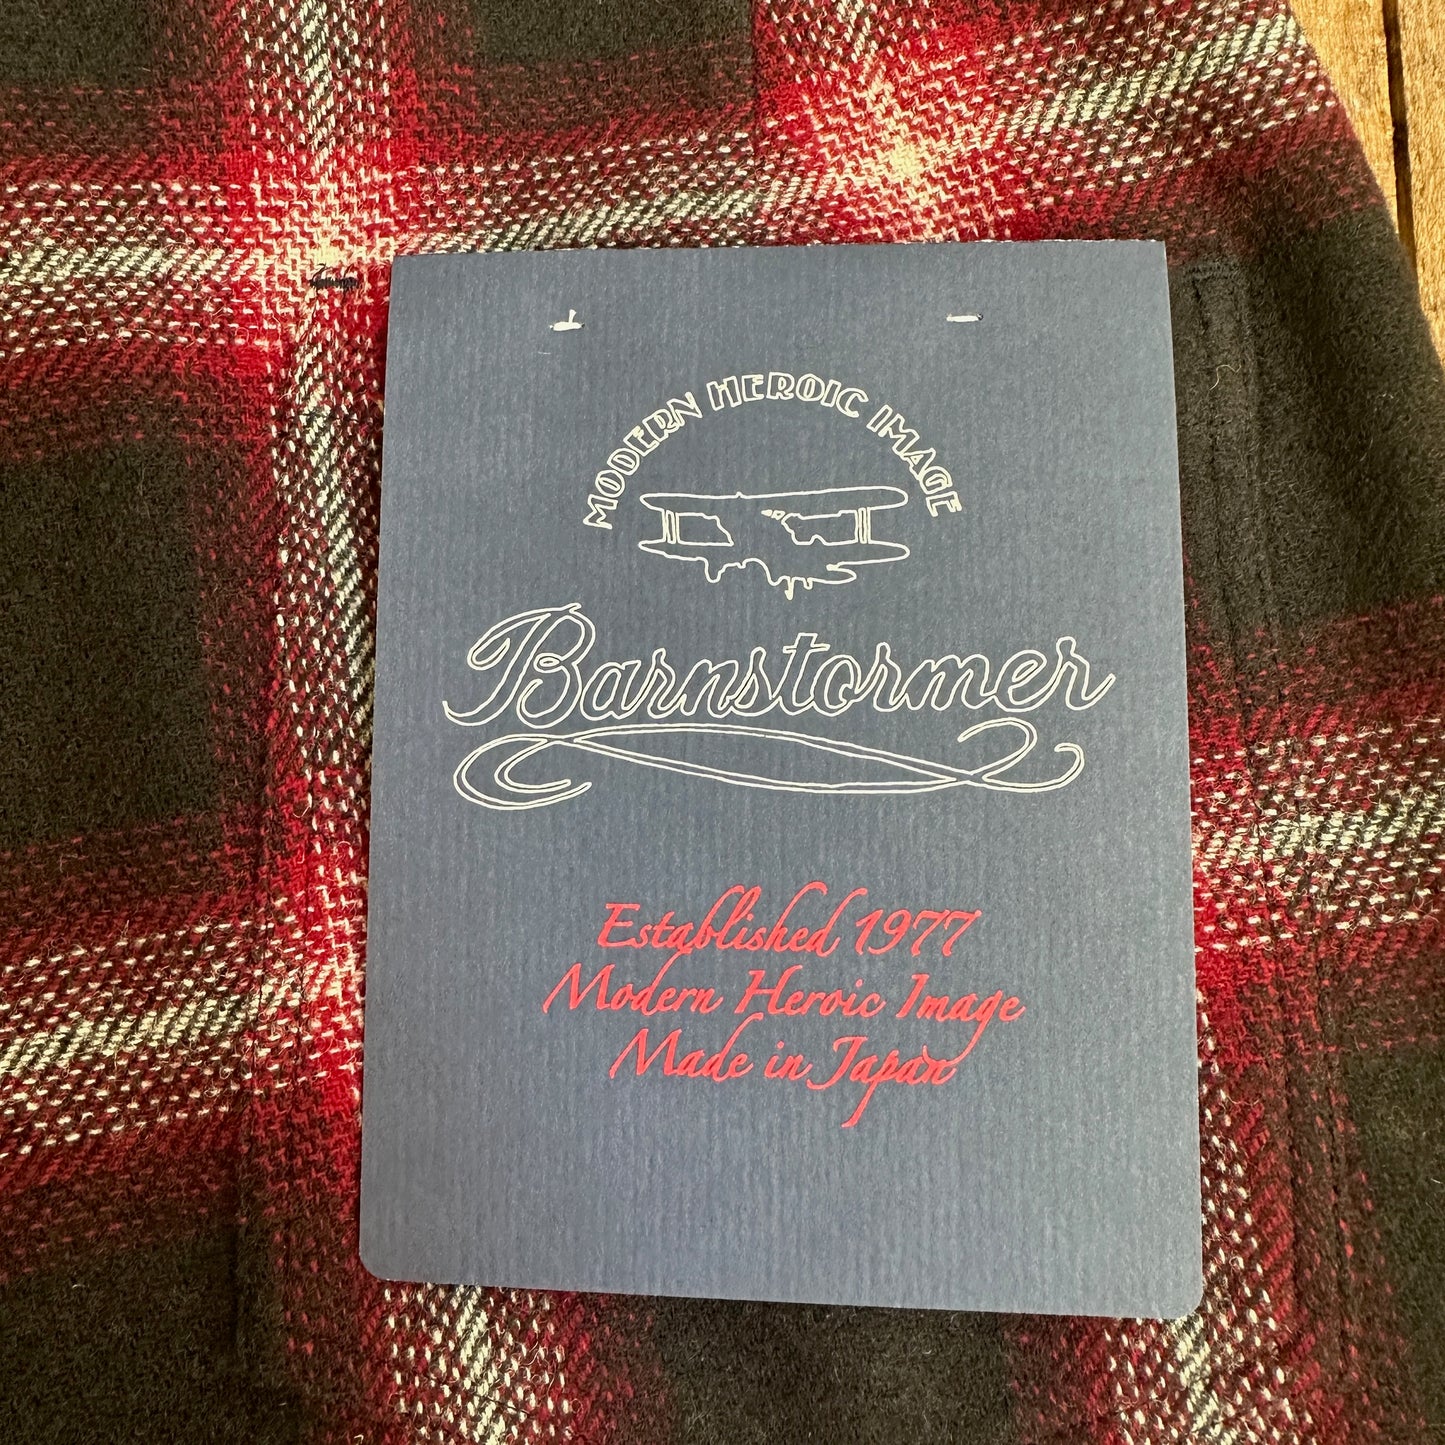 MODERN HEROIC IMAGE
Barnstormer
Established 1977
Modern Heroic Image
Made in Japan